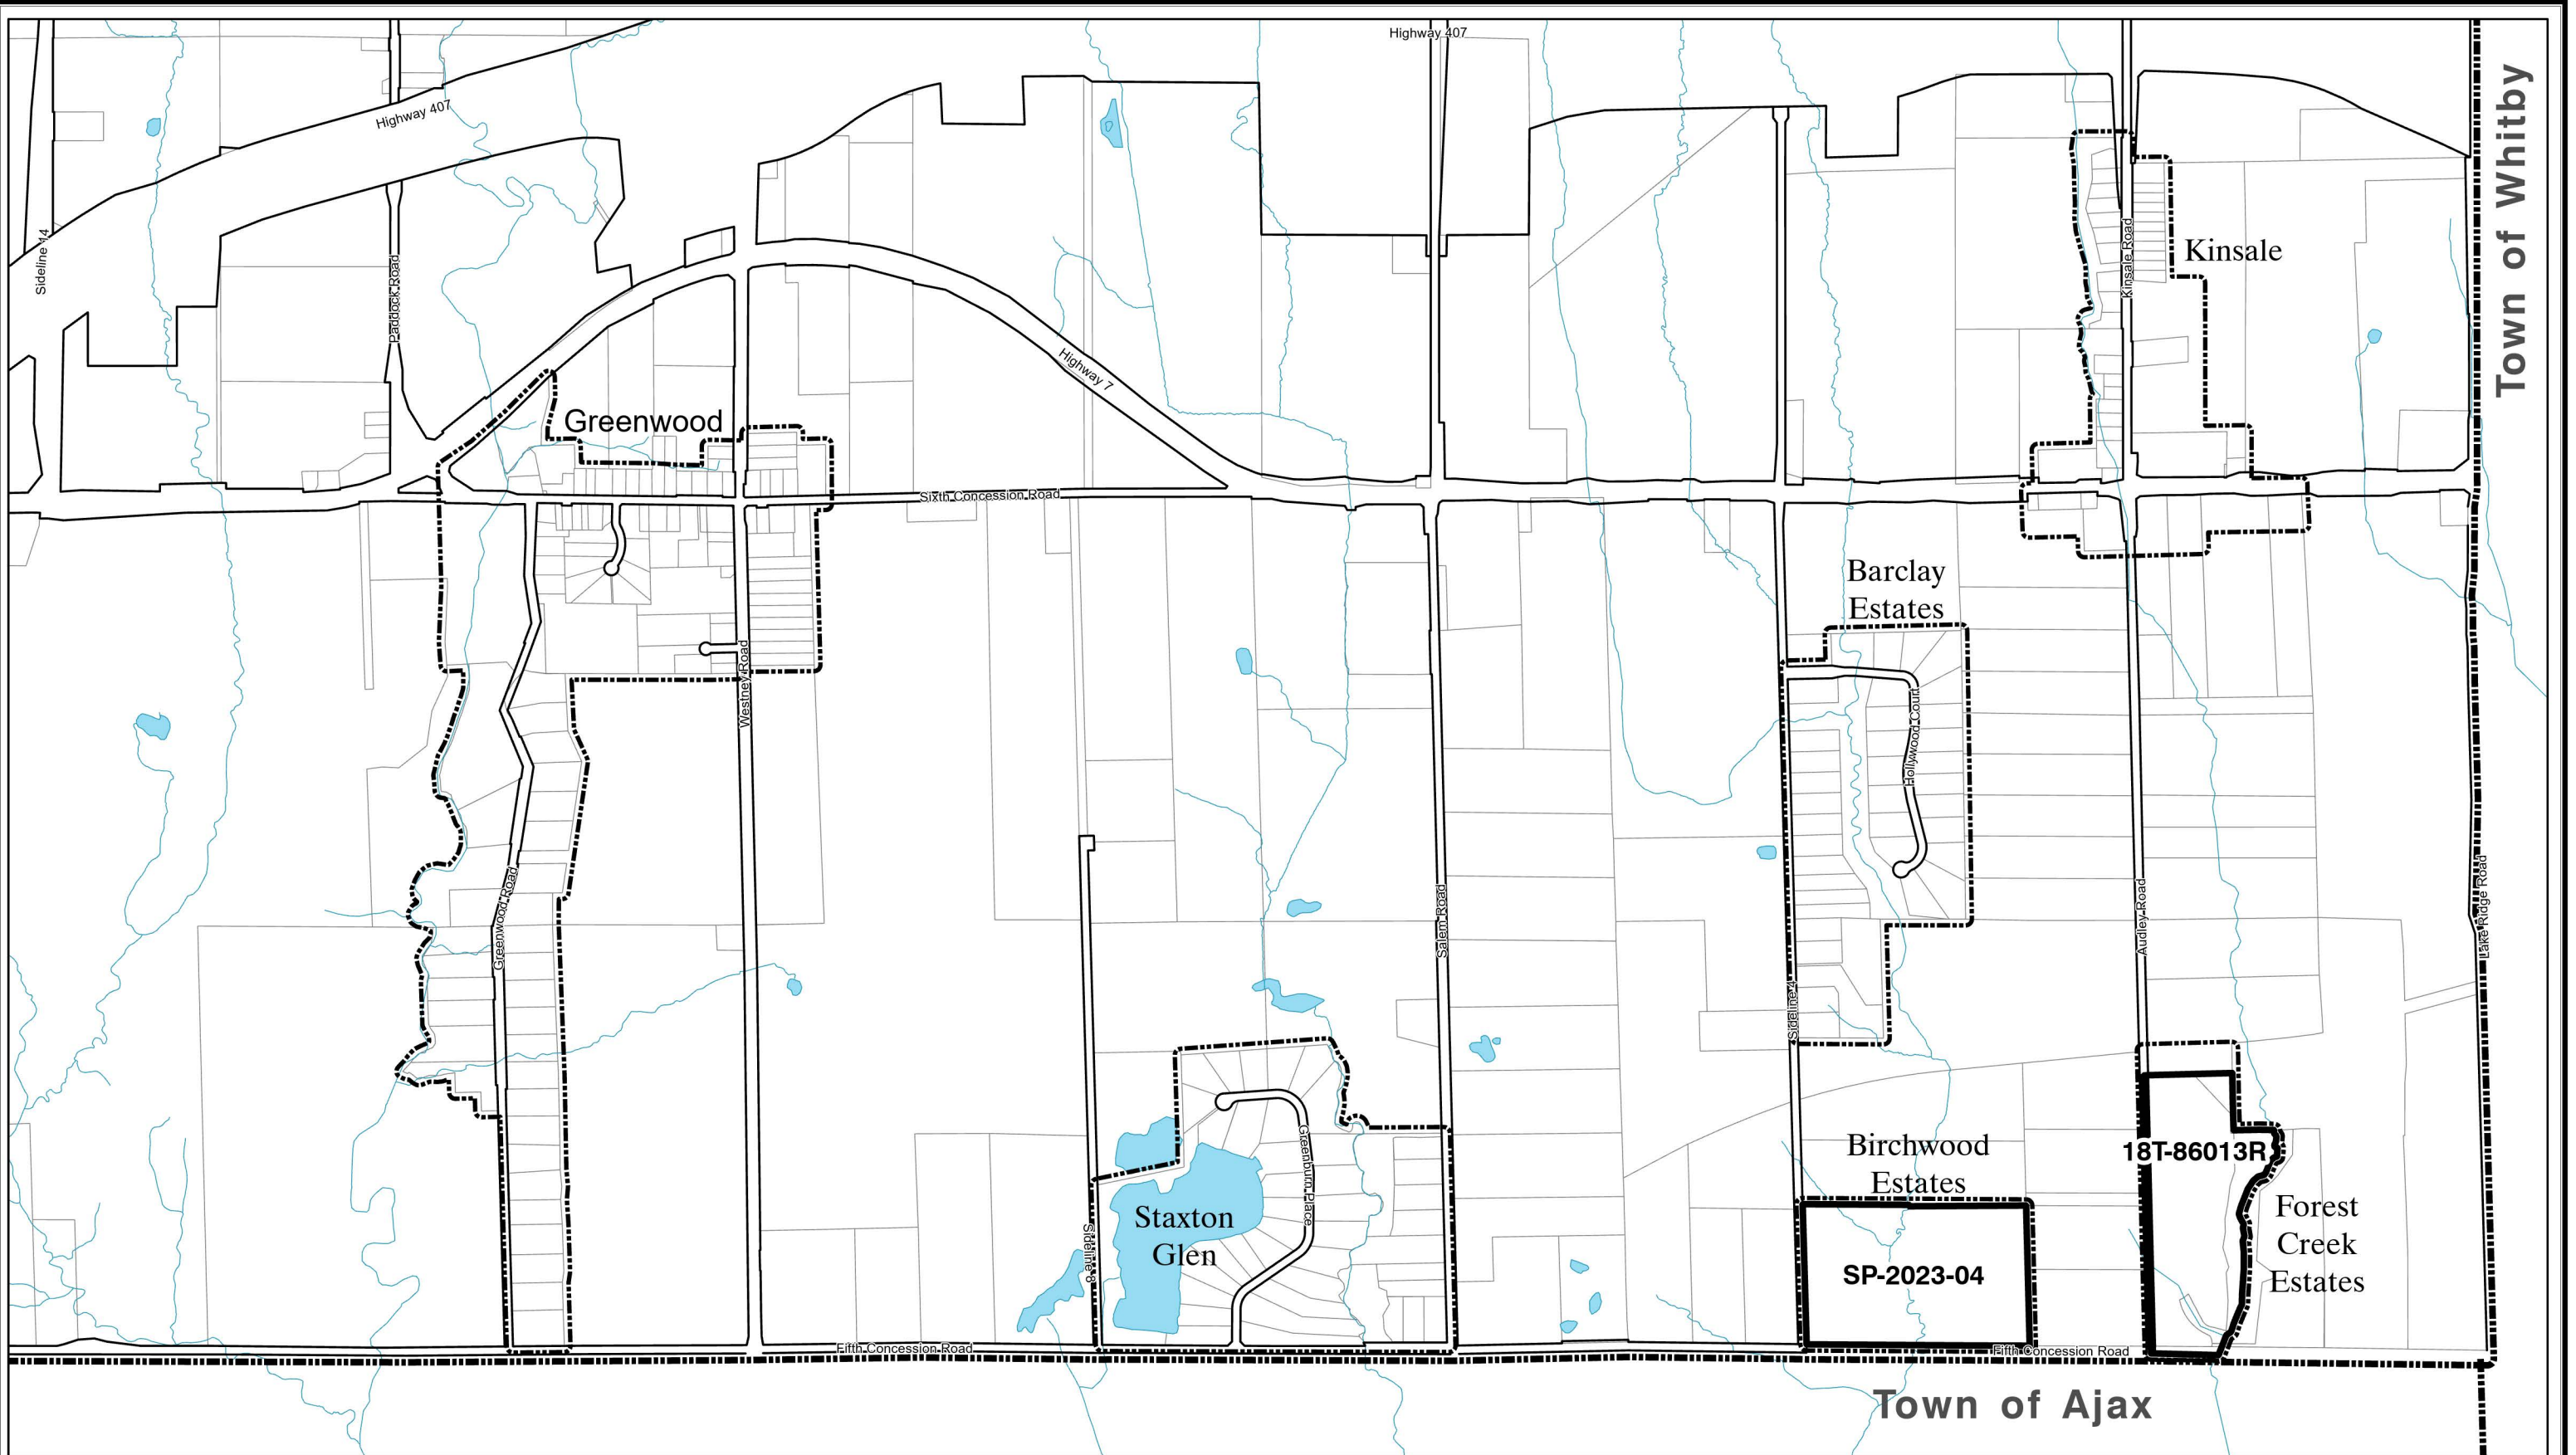 Highway 407
Highway 407
Town of Whitby
Sideline 14
Paddock Road
Kinsale Road
Kinsale
Highway 7
Greenwood
Sixth Concession Road
Barclay
Estates
Westney Road
Hollywood Court
Greenwood Road
Salem Road
Audley Road
Lake Ridge Road
Sideline 4
Greenburn Place
Birchwood
Estates
18T-86013R
Staxton
Glen
Sideline 8
SP-2023-04
Forest
Creek
Estates
Fifth Concession Road
Fifth Concession Road
Town of Ajax